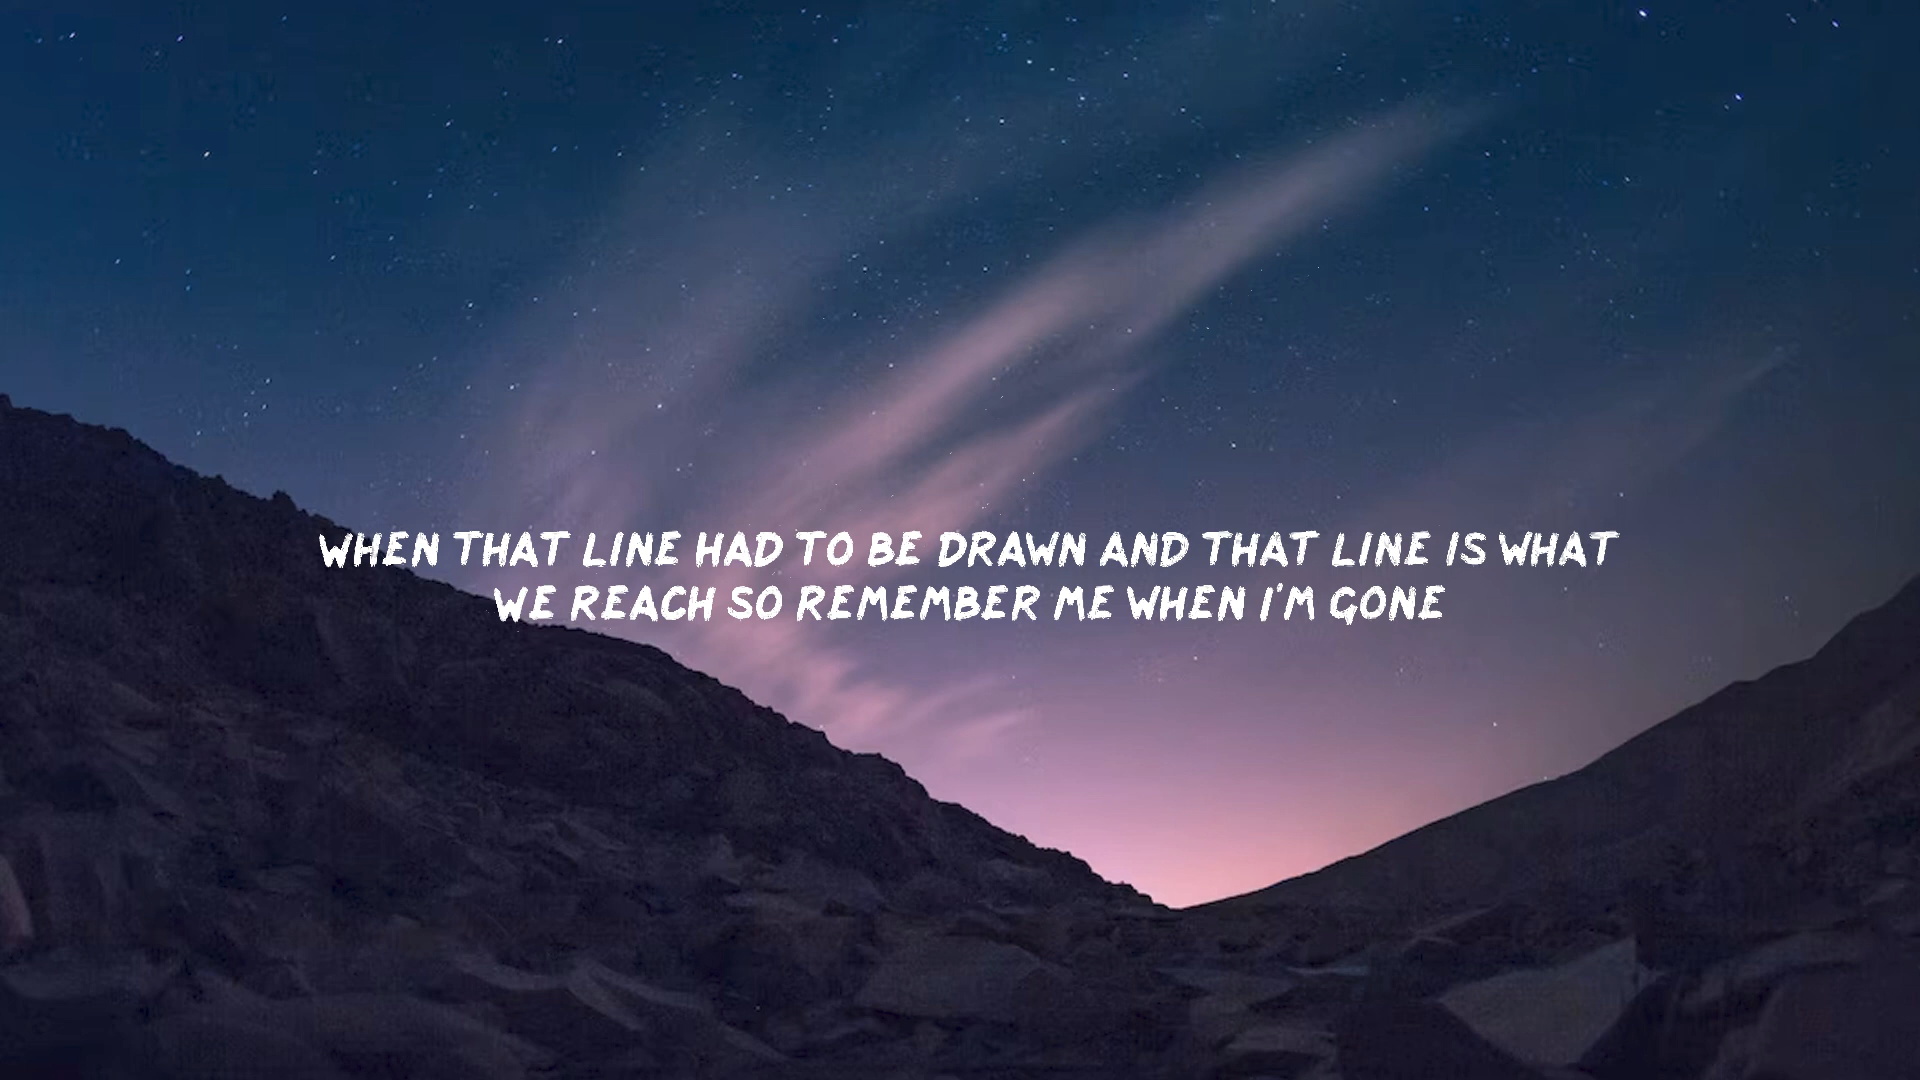 WHEN THAT LINE HAD TO BE DRAWN AND THAT LINE IS WHAT
WE REACH SO REMEMBER ME WHEN I'M GONE